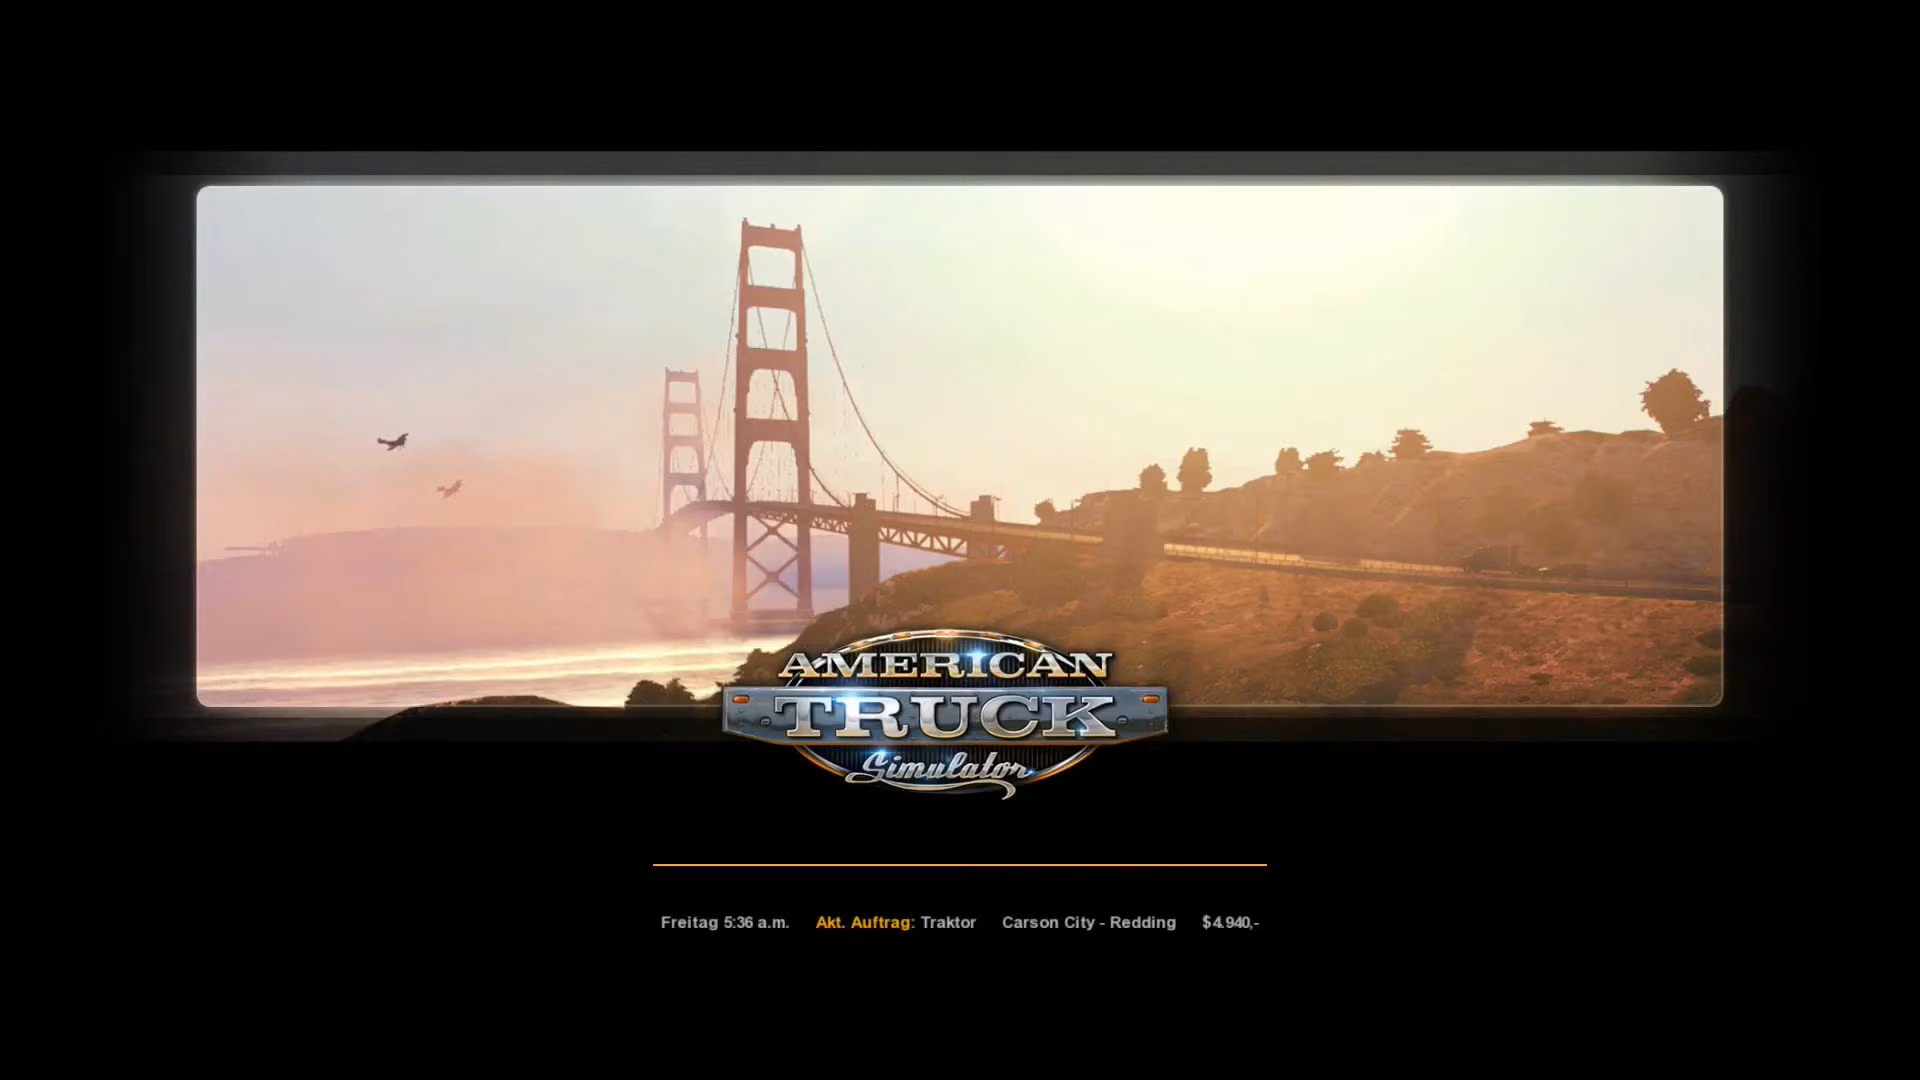 AMERICAN
TRUCK
Simulator
Freitag 5:36 a.m. Akt. Auftrag: Traktor Carson City - Redding $4.940,-